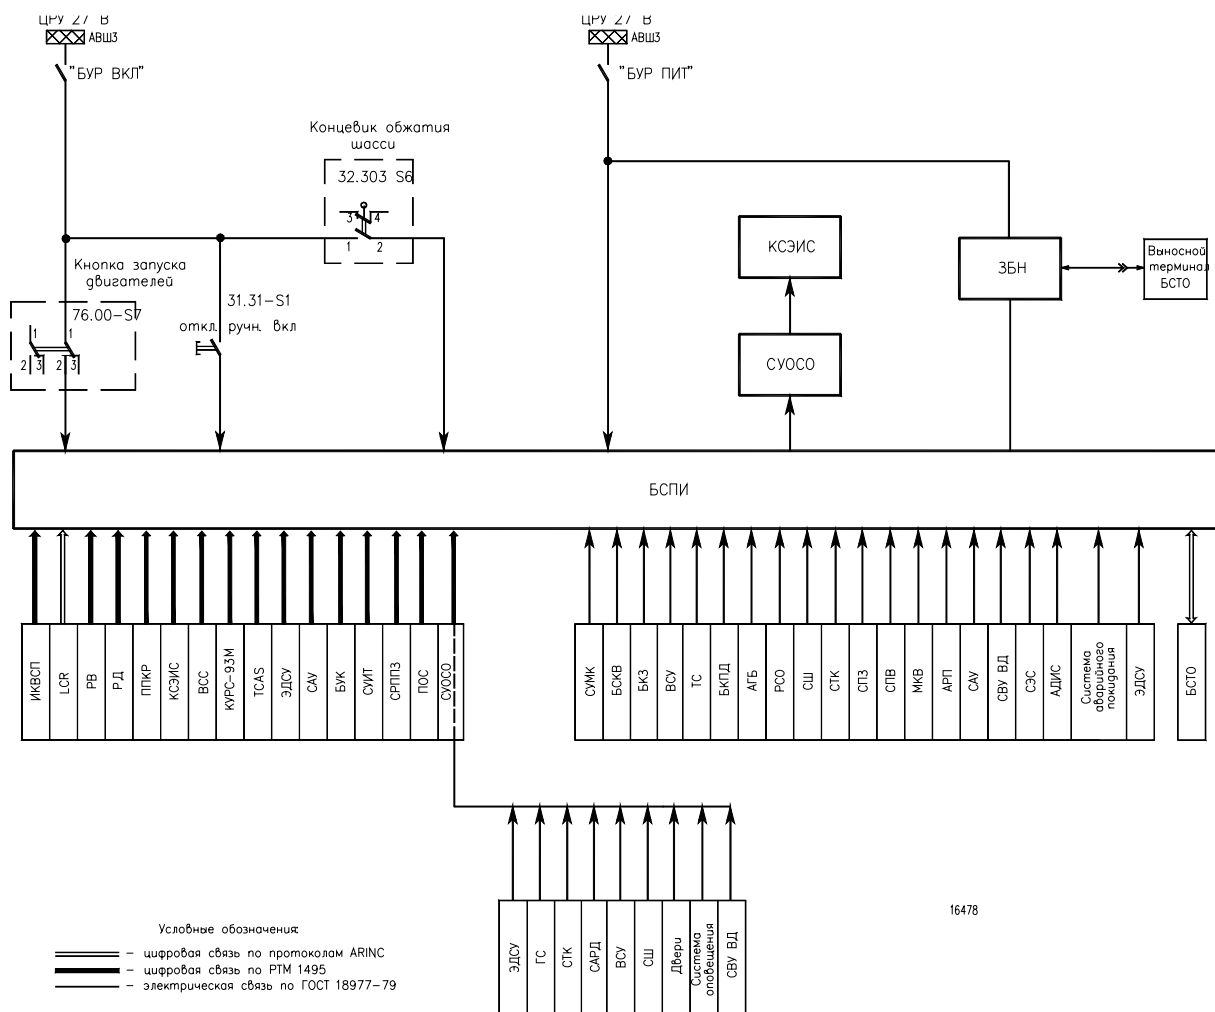 ЦРУ 27 В
АВШ3
"БУР ВКЛ"
ЦРУ 27 В
АВШ3
"БУР ПИТ"
Концевик обжатия
шасси
32.303 S6
3 4
1 2
Кнопка запуска
двигателей
76.00-S7
1 1
2 3 2 3
31.31-S1
откл. ручн. вкл
КСЭИС
СУОСО
ЗБН
Выносной
терминал
БСТО
БСПИ
ИКВСП
LCR
РВ
РД
ППКР
КСЭИС
ВСС
КУРС-93М
TCAS
ЭДСУ
САУ
БУК
СУИТ
СРППЗ
ПОС
СУОСО
СУМК
БСКВ
БКЗ
ВСУ
ТС
БКПД
АГБ
РСО
СШ
СТК
СПЗ
СПВ
МКВ
АРП
САУ
СВУ ВД
СЭС
АДИС
Система
аварийного
покидания
ЭДСУ
БСТО
ЭДСУ
ГС
СТК
САРД
ВСУ
СШ
Двери
Система
оповещения
СВУ ВД
16478
Условные обозначения:
- цифровая связь по протоколам ARINC
- цифровая связь по РТМ 1495
- электрическая связь по ГОСТ 18977-79